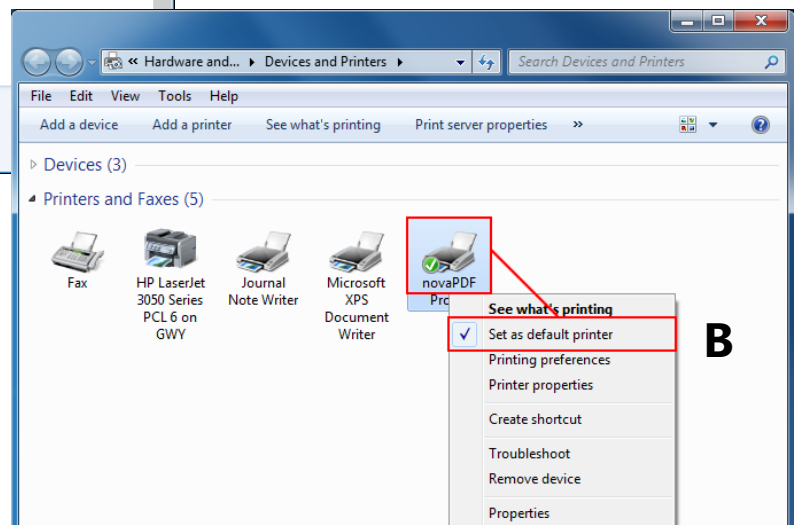 « Hardware and... Devices and Printers
Search Devices and Printers
File Edit View Tools Help
Add a device Add a printer See what's printing Print server properties »
Devices (3)
Printers and Faxes (5)
Fax
HP LaserJet
3050 Series
PCL 6 on
GWY
Journal
Note Writer
Microsoft
XPS
Document
Writer
novaPDF
See what's printing
Set as default printer
B
Printing preferences
Printer properties
Create shortcut
Troubleshoot
Remove device
Properties